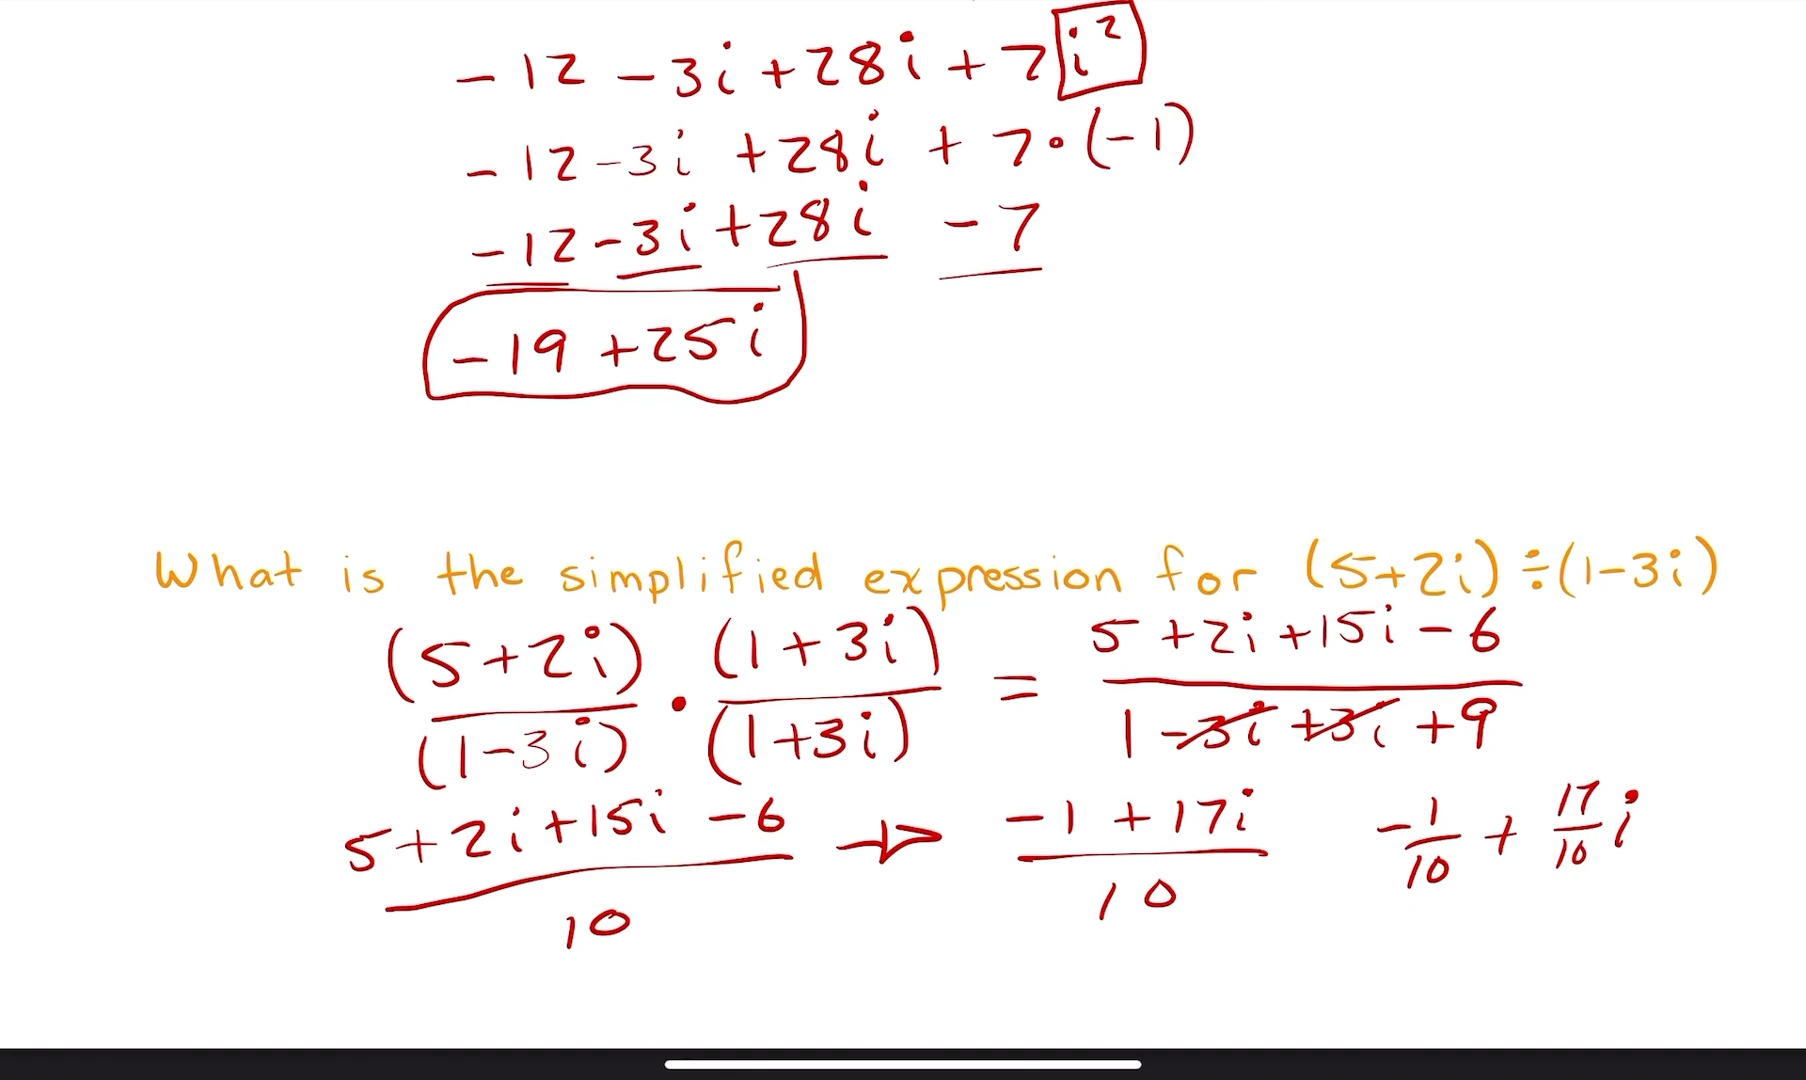 -12 -3i +28i +7i²
-12-3i +28i + 7·(-1)
-12-3i+28i -7
-19 +25i
What is the simplified expression for (5+2i)÷(1-3i)
(5+2i)/(1-3i) · (1+3i)/(1+3i) = (5+2i+15i-6)/(1-3i+3i+9)
(5+2i+15i-6)/10 → (-1+17i)/10 -1/10 + 17/10 i